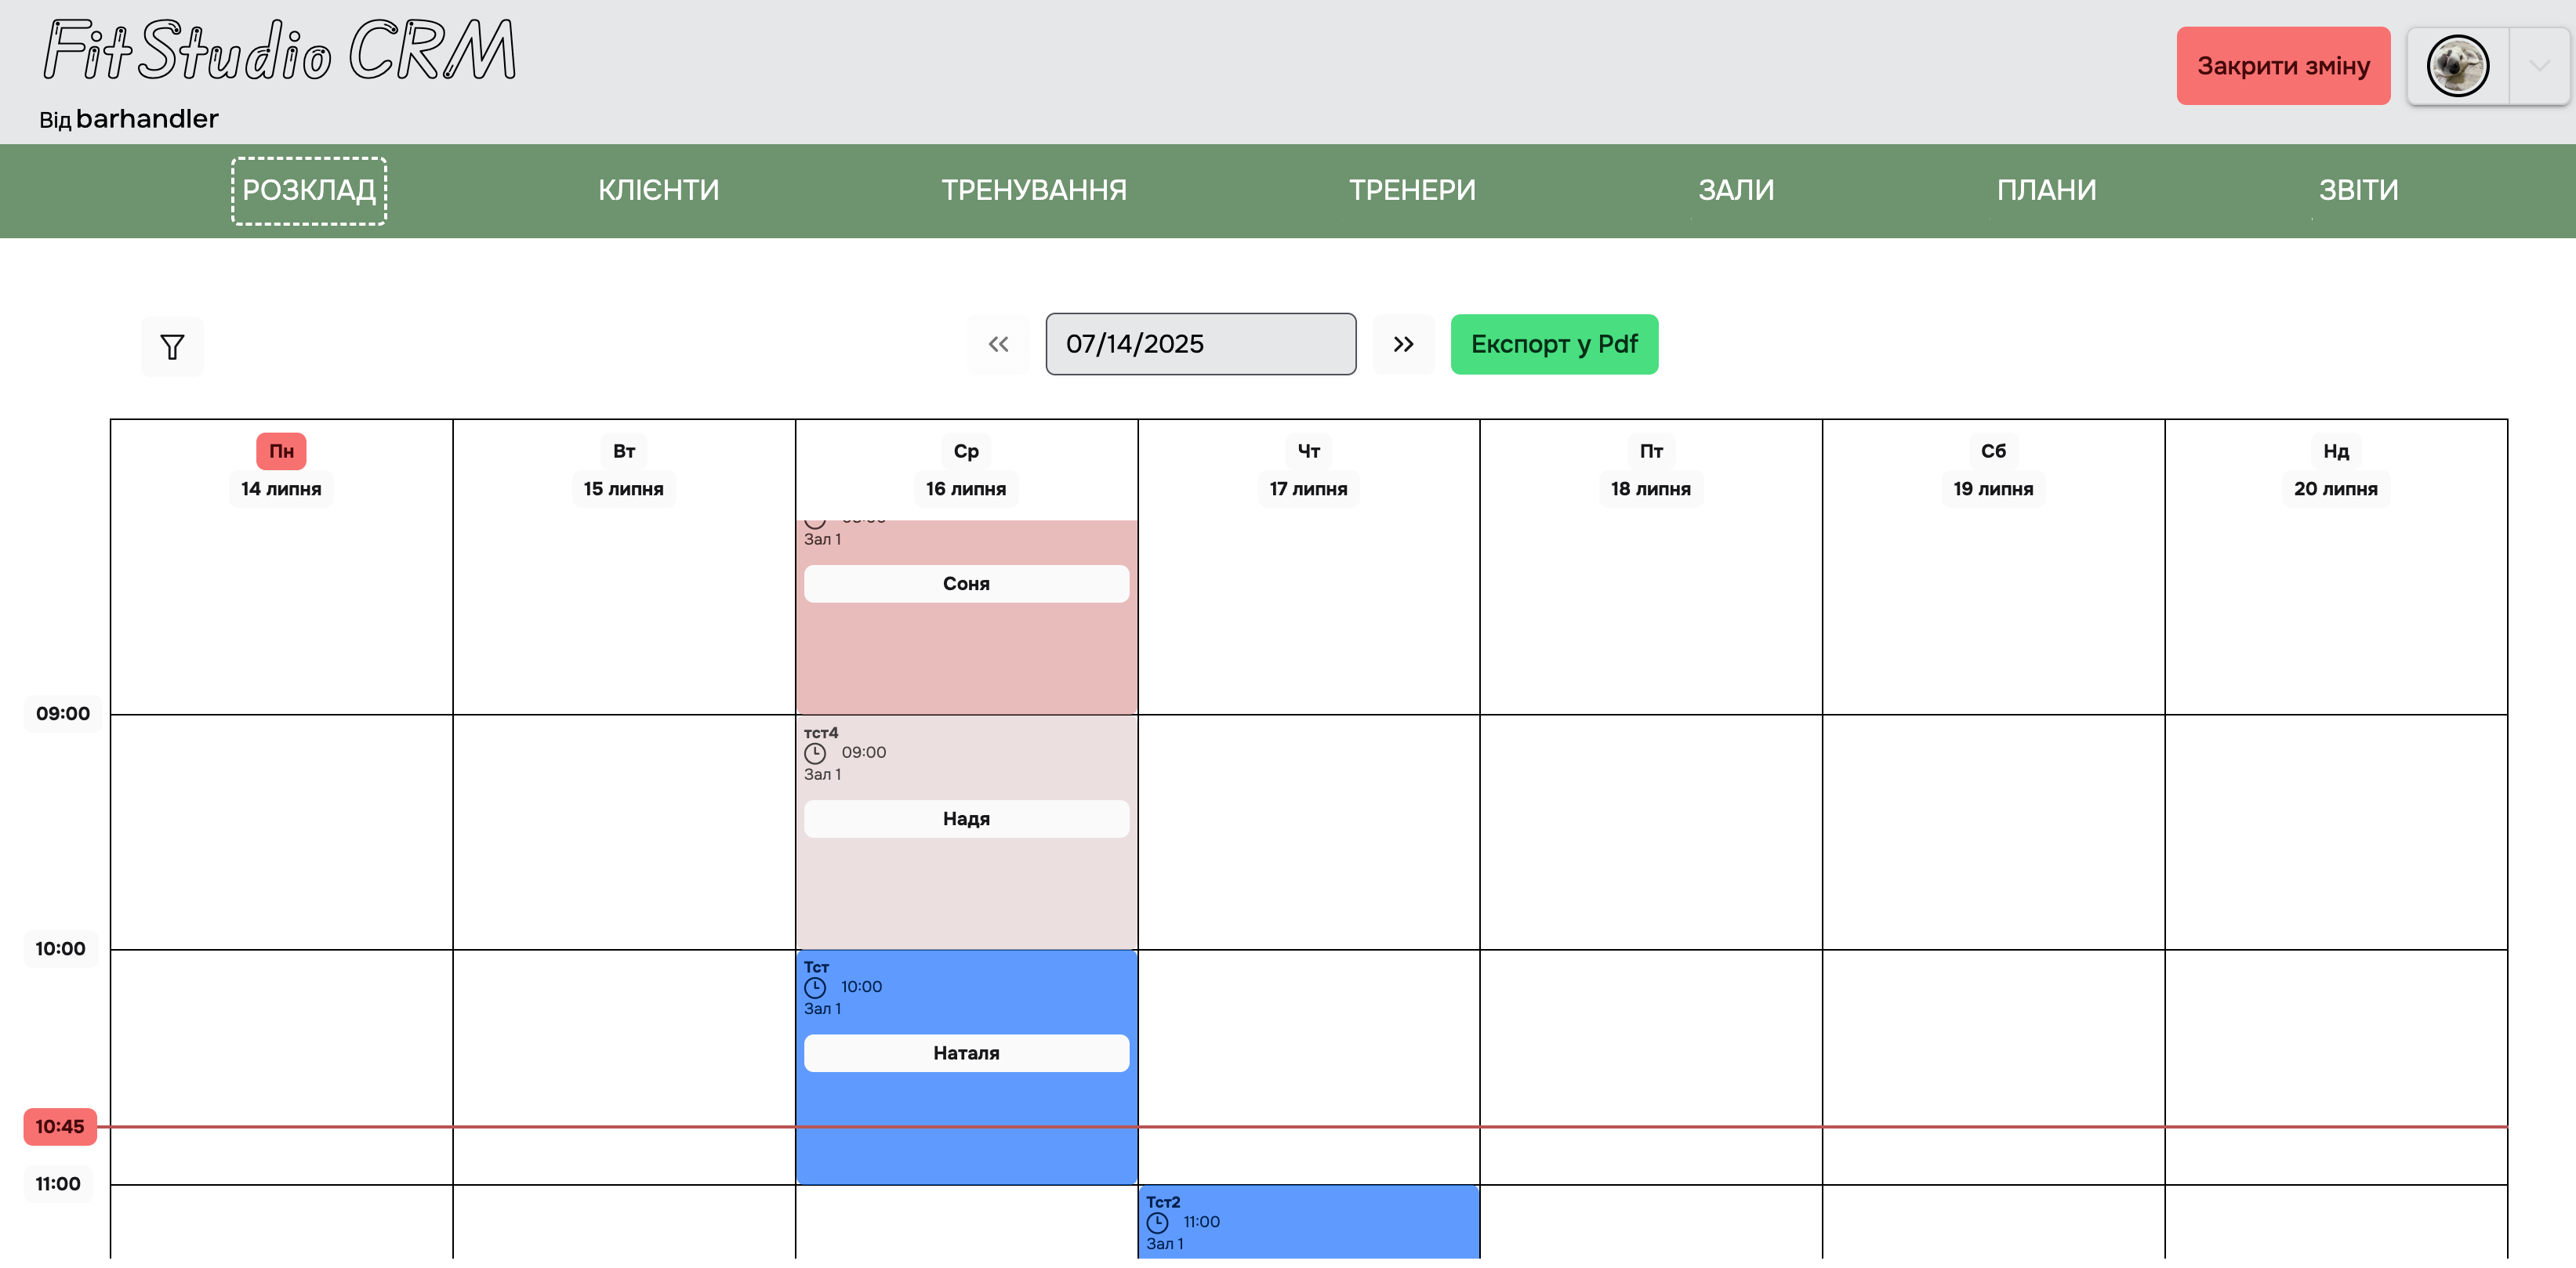 FitStudio CRM
Від barhandler
Закрити зміну
РОЗКЛАД КЛІЄНТИ ТРЕНУВАННЯ ТРЕНЕРИ ЗАЛИ ПЛАНИ ЗВІТИ
07/14/2025
Експорт у Pdf
Пн Вт Ср Чт Пт Сб Нд
14 липня 15 липня 16 липня 17 липня 18 липня 19 липня 20 липня
Зал 1
Соня
09:00
тст4
09:00
Зал 1
Надя
10:00
Тст
10:00
Зал 1
Наталя
10:45
11:00
Тст2
11:00
Зал 1